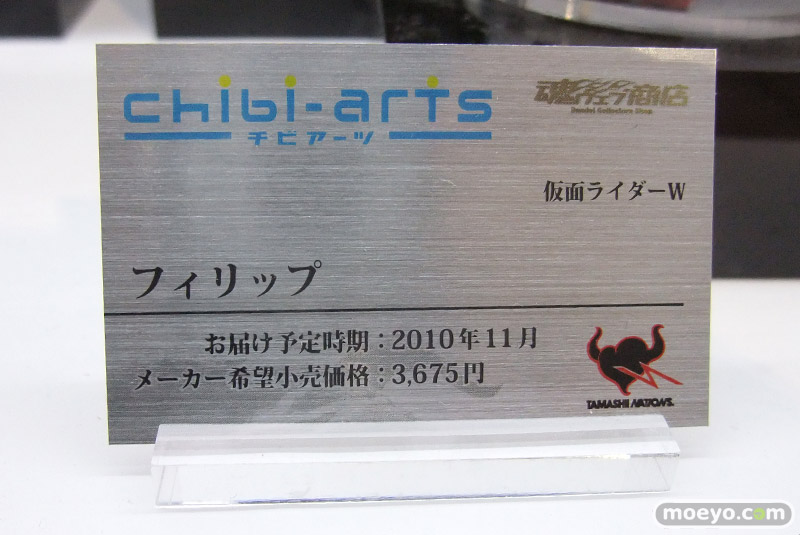 chibi-arts
チビアーツ
魂ウェブ商店
Bandai Collectors Shop
仮面ライダーW
フィリップ
お届け予定時期：2010年11月
メーカー希望小売価格：3,675円
TAMASHII NATIONS.
moeyo.com